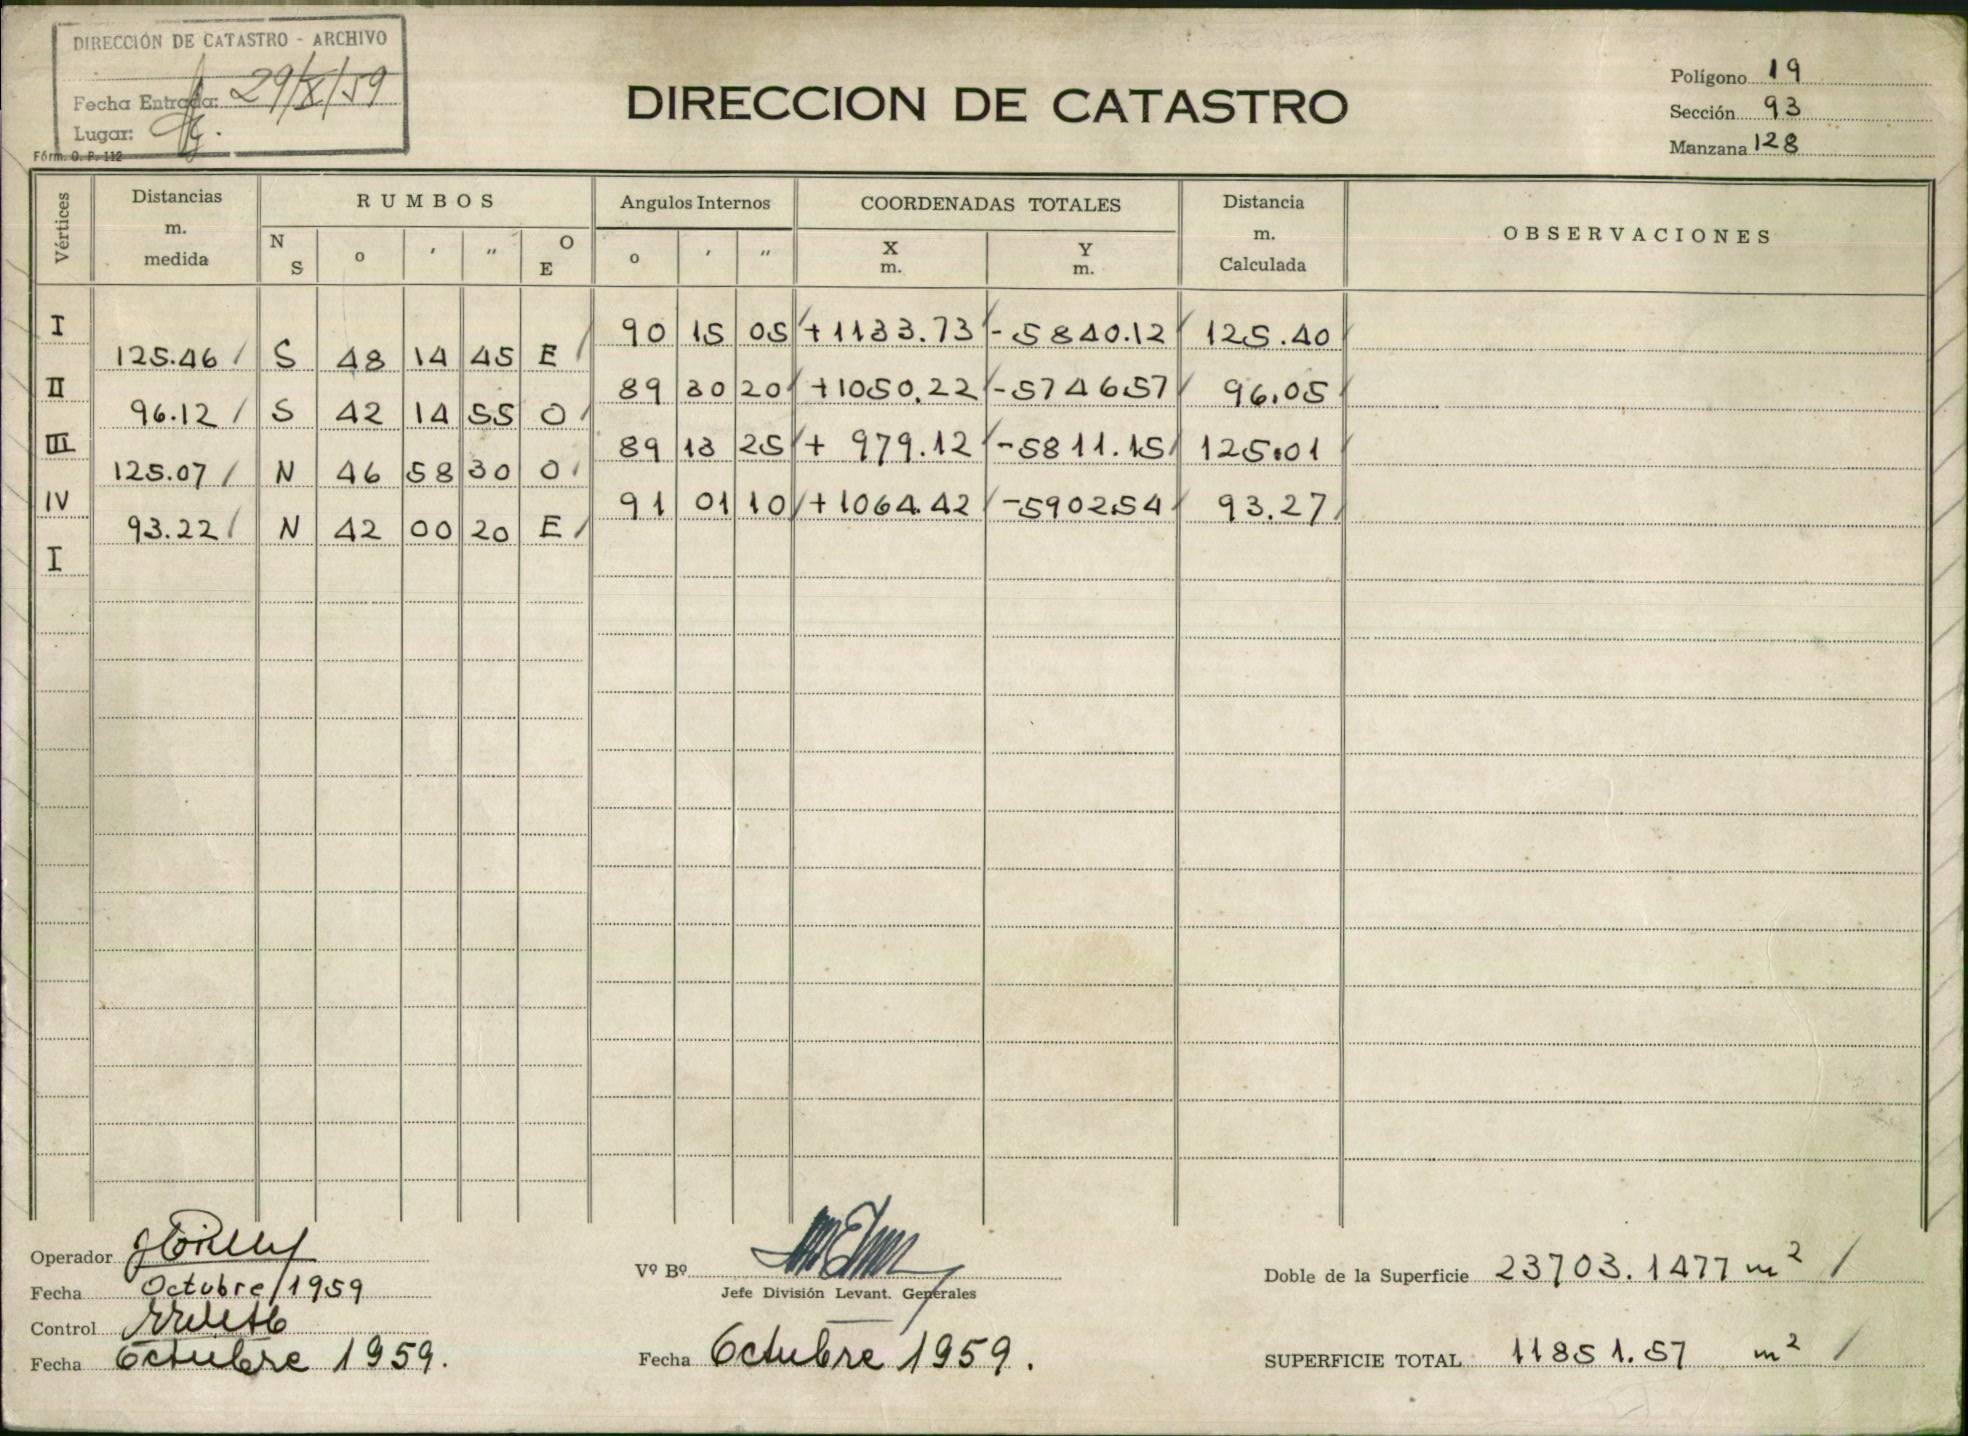 DIRECCIÓN DE CATASTRO - ARCHIVO
Fecha Entrada: 29/X/59
Lugar:
Fórm. O. P. 112
DIRECCION DE CATASTRO
Polígono 19
Sección 93
Manzana 128
Vértices
Distancias m. medida
RUMBOS
N S o ' " O E
Angulos Internos
o ' "
COORDENADAS TOTALES
X m. Y m.
Distancia m. Calculada
OBSERVACIONES
I 90 15 05 +1133.73 -5840.12 125.40
125.46 S 48 14 45 E
II 89 30 20 +1050.22 -5746.57 96.05
96.12 S 42 14 55 O
III 89 13 25 + 979.12 -5811.15 125.01
125.07 N 46 58 30 O
IV 91 01 10 +1064.42 -5902.54 93.27
93.22 N 42 00 20 E
I
Operador
Fecha Octubre/1959
Control
Fecha Octubre 1959.
Vº Bº
Jefe División Levant. Generales
Fecha Octubre 1959.
Doble de la Superficie 23703.1477 m²
SUPERFICIE TOTAL 11851.57 m²